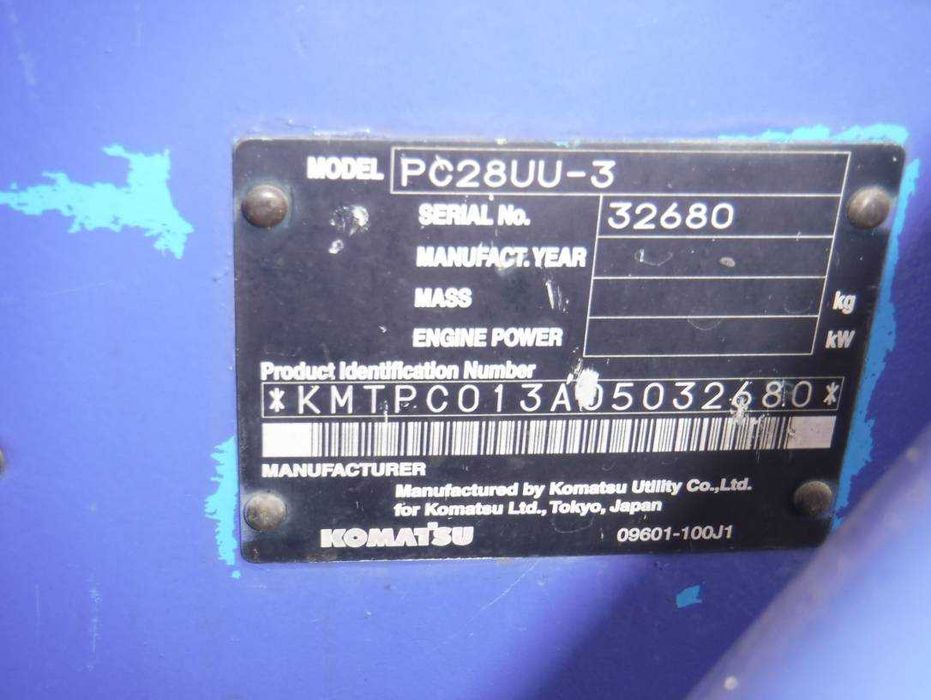 MODEL PC28UU-3
SERIAL No. 32680
MANUFACT. YEAR
MASS kg
ENGINE POWER kW
Product Identification Number
*KMTPC013A05032680*
MANUFACTURER
Manufactured by Komatsu Utility Co., Ltd.
for Komatsu Ltd., Tokyo, Japan
KOMATSU 09601-100J1